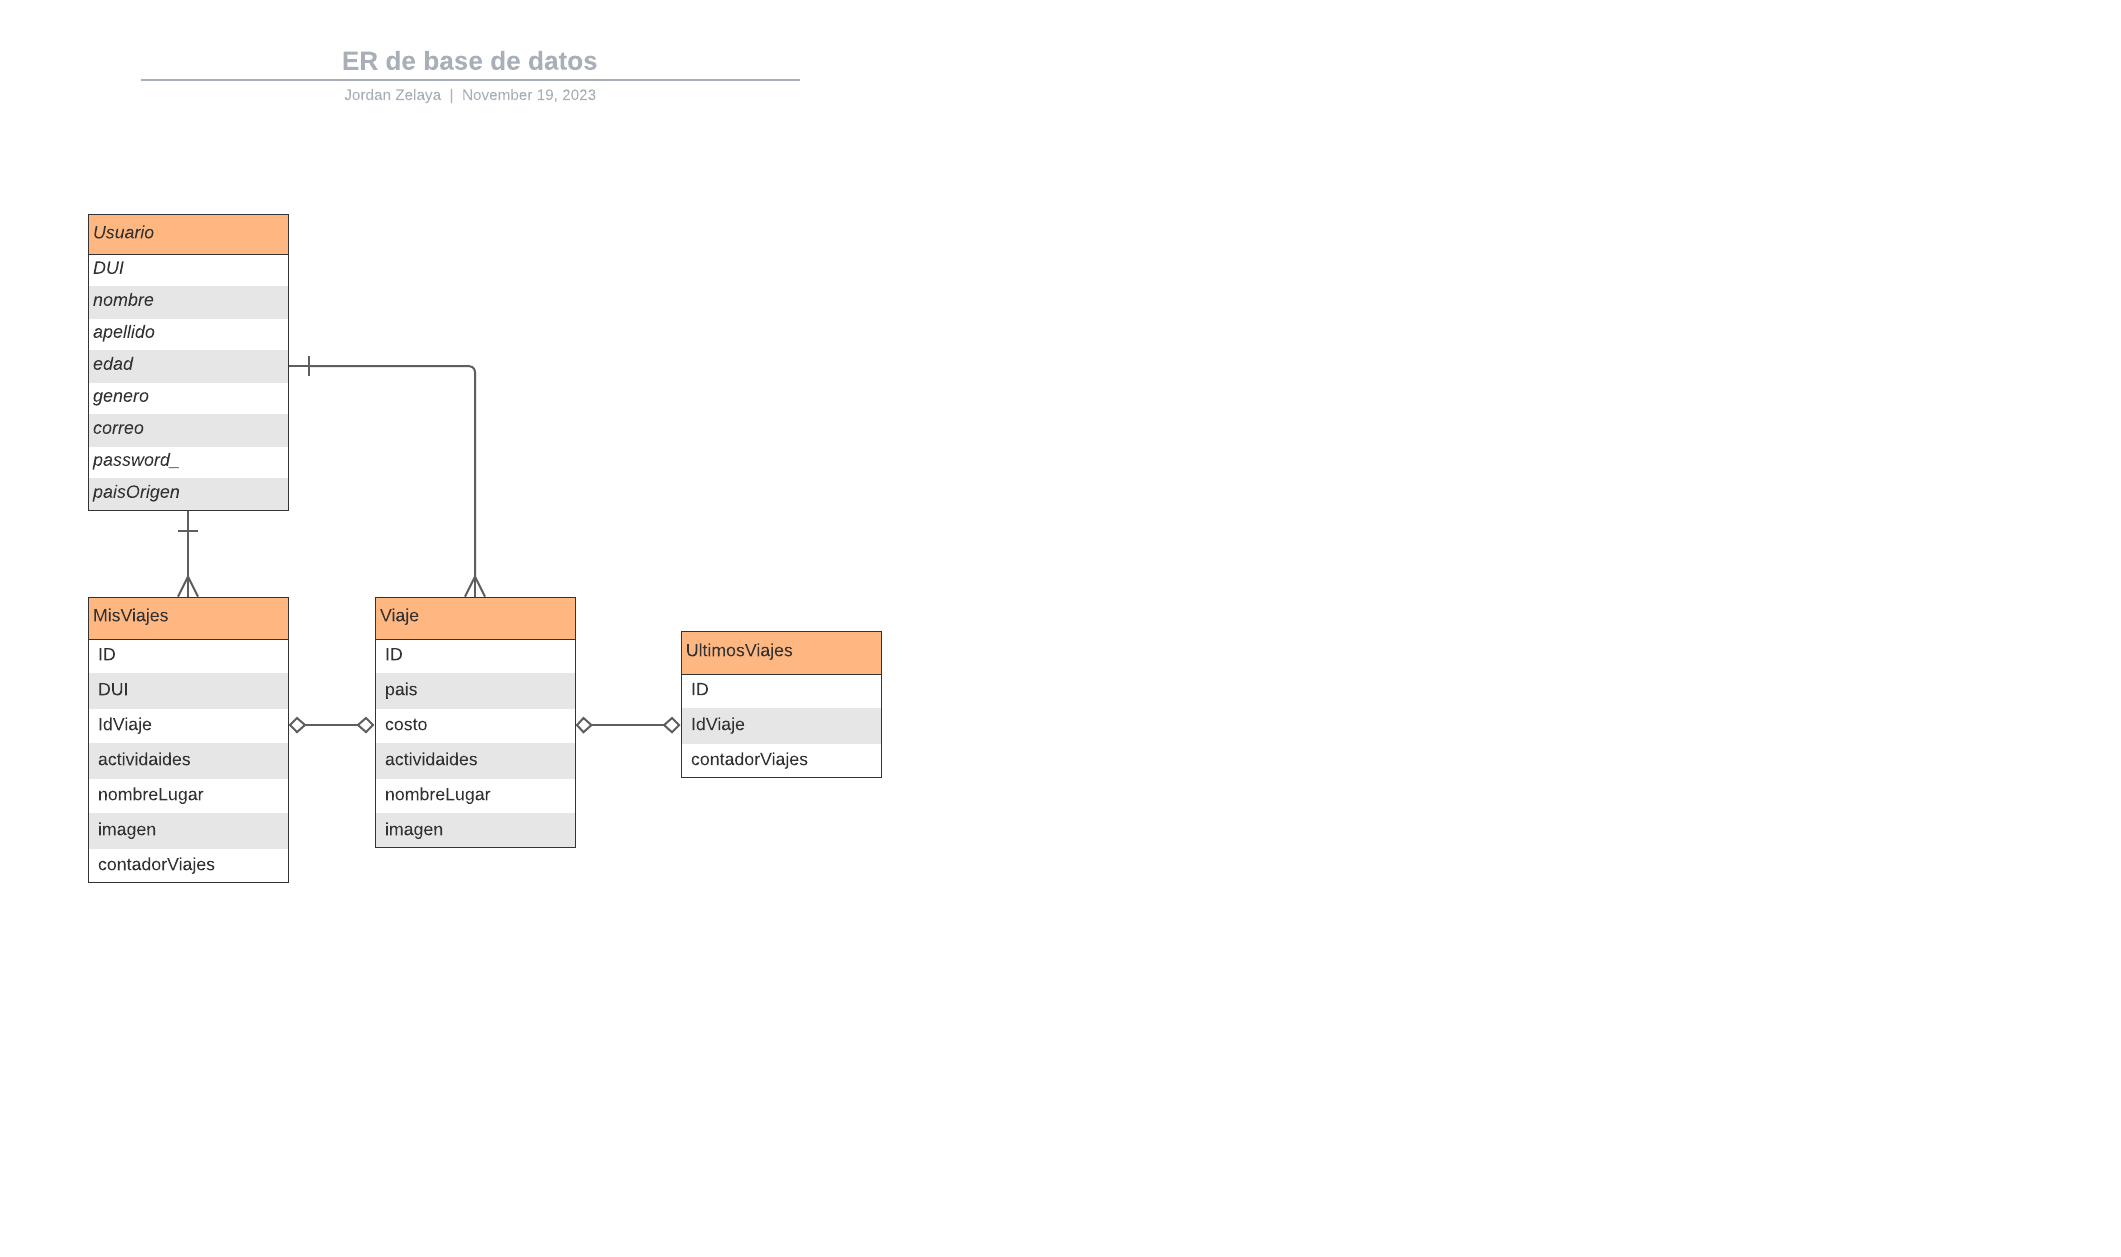 ER de base de datos
Jordan Zelaya | November 19, 2023
Usuario
DUI
nombre
apellido
edad
genero
correo
password_
paisOrigen
MisViajes
ID
DUI
IdViaje
actividaides
nombreLugar
imagen
contadorViajes
Viaje
ID
pais
costo
actividaides
nombreLugar
imagen
UltimosViajes
ID
IdViaje
contadorViajes